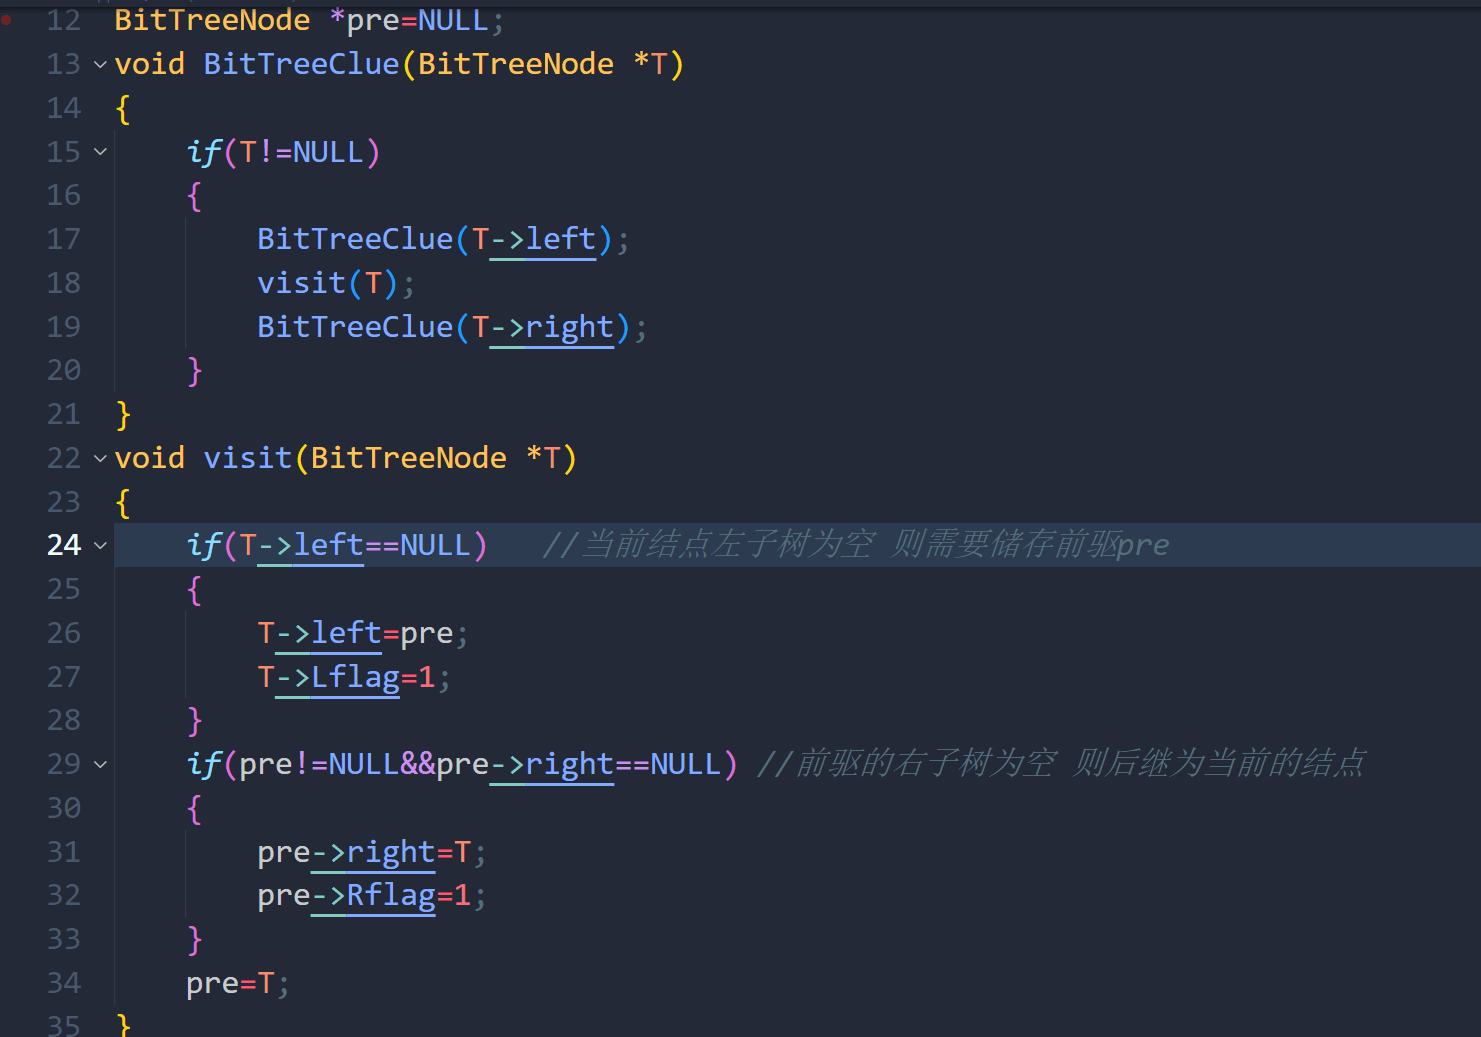 12 BitTreeNode *pre=NULL;
13 void BitTreeClue(BitTreeNode *T)
14 {
15     if(T!=NULL)
16     {
17         BitTreeClue(T->left);
18         visit(T);
19         BitTreeClue(T->right);
20     }
21 }
22 void visit(BitTreeNode *T)
23 {
24     if(T->left==NULL)   //当前结点左子树为空 则需要储存前驱pre
25     {
26         T->left=pre;
27         T->Lflag=1;
28     }
29     if(pre!=NULL&&pre->right==NULL) //前驱的右子树为空 则后继为当前的结点
30     {
31         pre->right=T;
32         pre->Rflag=1;
33     }
34     pre=T;
35 }